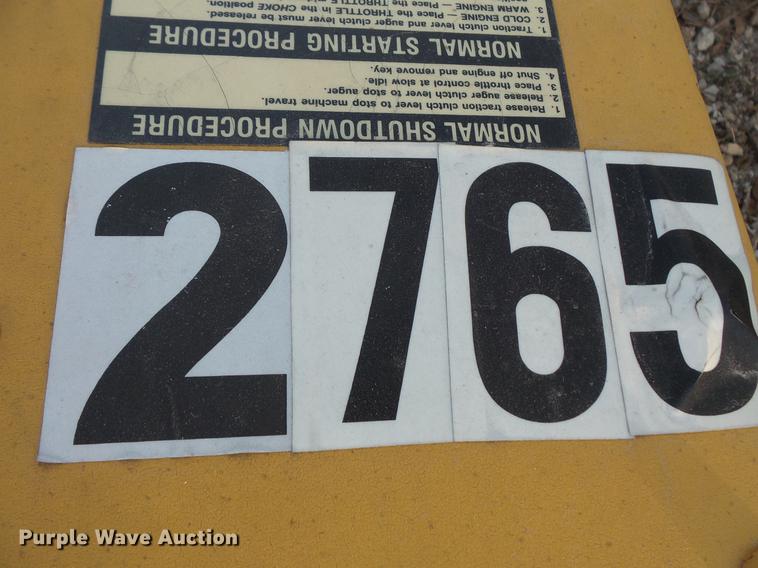 NORMAL SHUTDOWN PROCEDURE
1. Release traction clutch lever to stop machine travel.
2. Release auger clutch lever to stop auger.
3. Place throttle control at slow idle.
4. Shut off engine and remove key.
NORMAL STARTING PROCEDURE
1. Traction clutch lever and auger clutch lever must be released.
2. COLD ENGINE — Place the THROTTLE in the CHOKE position.
3. WARM ENGINE — Place the THROTTLE
2765
Purple Wave Auction